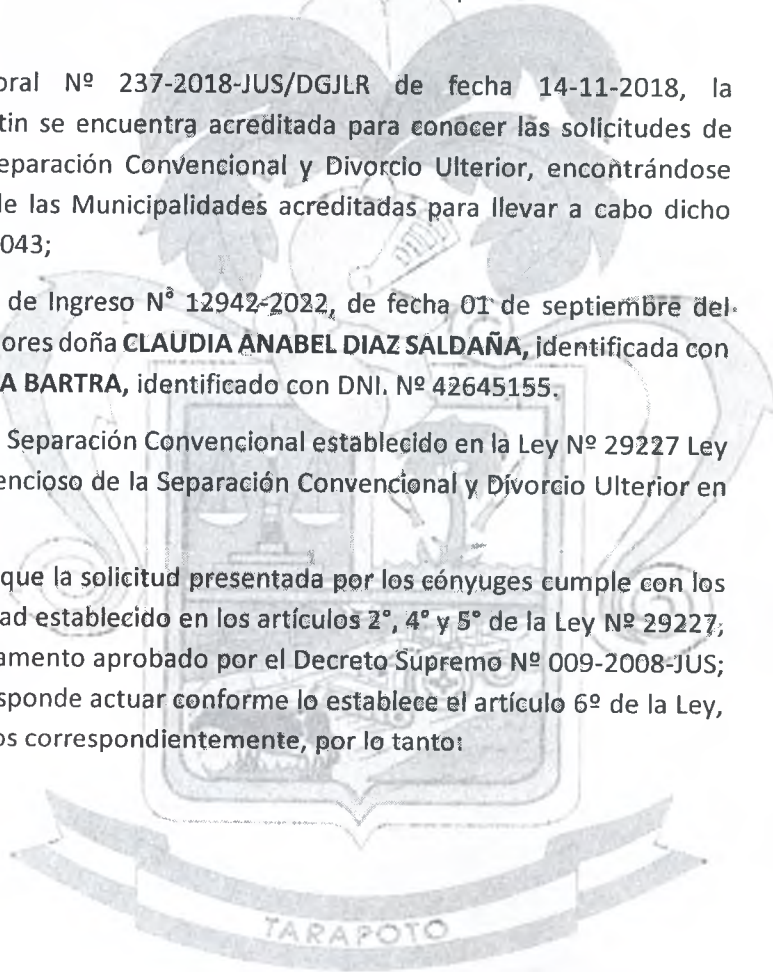 oral Nº 237-2018-JUS/DGJLR de fecha 14-11-2018, la
tin se encuentra acreditada para conocer las solicitudes de
eparación Convencional y Divorcio Ulterior, encontrándose
de las Municipalidades acreditadas para llevar a cabo dicho
043;
de Ingreso N° 12942-2022, de fecha 01 de septiembre del
ores doña CLAUDIA ANABEL DIAZ SALDAÑA, identificada con
A BARTRA, identificado con DNI. Nº 42645155.
Separación Convencional establecido en la Ley Nº 29227 Ley
encioso de la Separación Convencional y Divorcio Ulterior en
que la solicitud presentada por los cónyuges cumple con los
ad establecido en los artículos 2°, 4° y 5° de la Ley Nº 29227;
amento aprobado por el Decreto Supremo Nº 009-2008-JUS;
sponde actuar conforme lo establece el artículo 6º de la Ley,
os correspondientemente, por lo tanto:
TARAPOTO